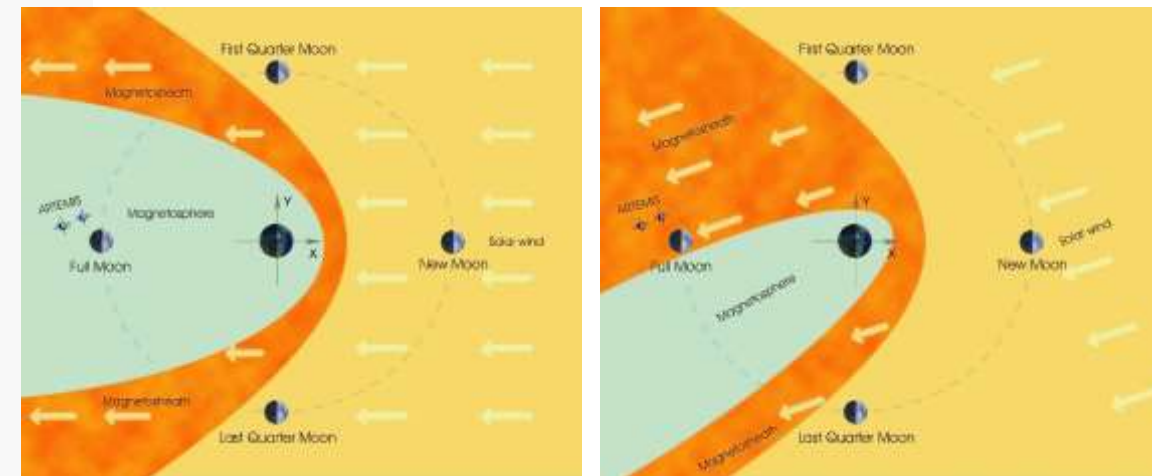 First Quarter Moon
Magnetosheath
ARTEMIS
Magnetosphere
Y
X
Full Moon
New Moon
Solar wind
Magnetosheath
Last Quarter Moon
First Quarter Moon
Magnetosheath
ARTEMIS
Y
X
Full Moon
New Moon
Solar wind
Magnetosphere
Last Quarter Moon
Magnetosheath